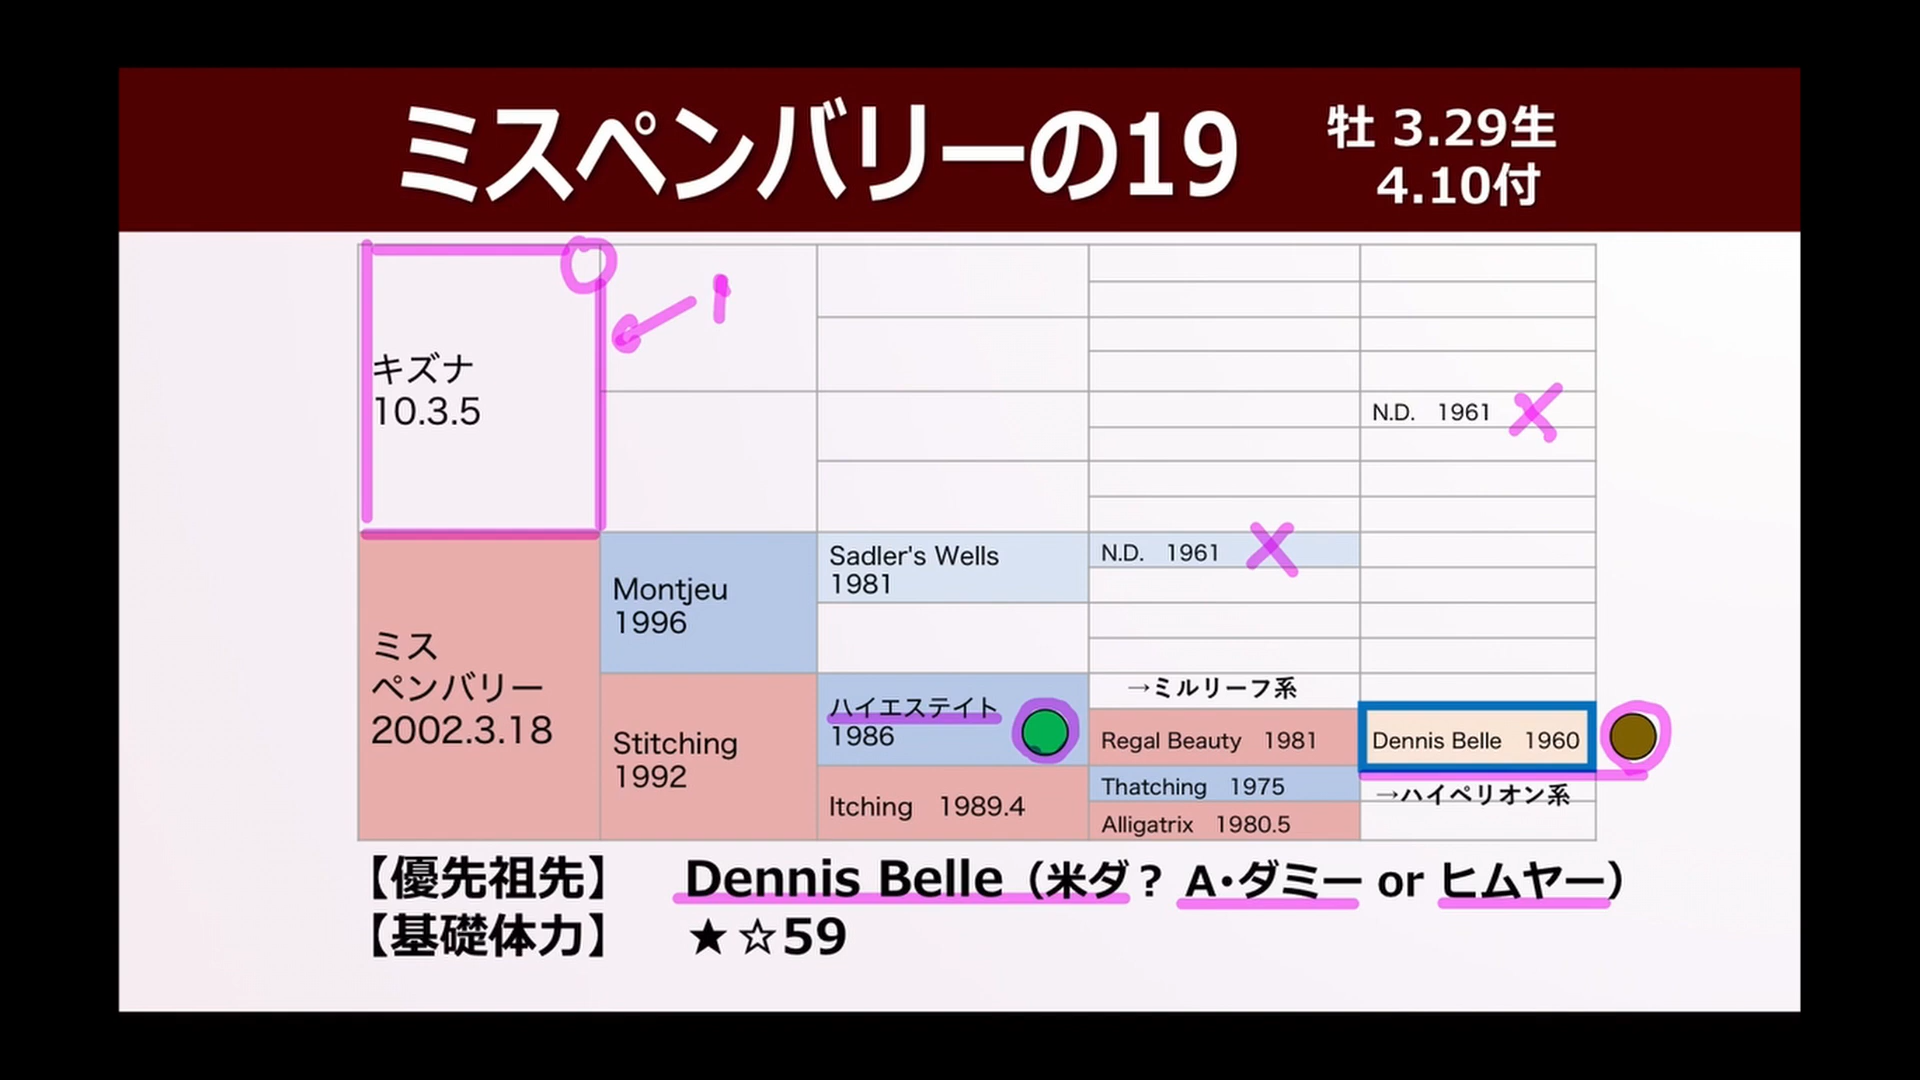 ミスペンバリーの19
牡 3.29生
4.10付
キズナ
10.3.5
1
N.D. 1961
ミス
ペンバリー
2002.3.18
Montjeu
1996
Sadler's Wells
1981
N.D. 1961
Stitching
1992
ハイエステイト
1986
→ミルリーフ系
Regal Beauty 1981
Dennis Belle 1960
→ハイペリオン系
Itching 1989.4
Thatching 1975
Alligatrix 1980.5
【優先祖先】 Dennis Belle（米ダ？ A・ダミー or ヒムヤー）
【基礎体力】 ★☆59